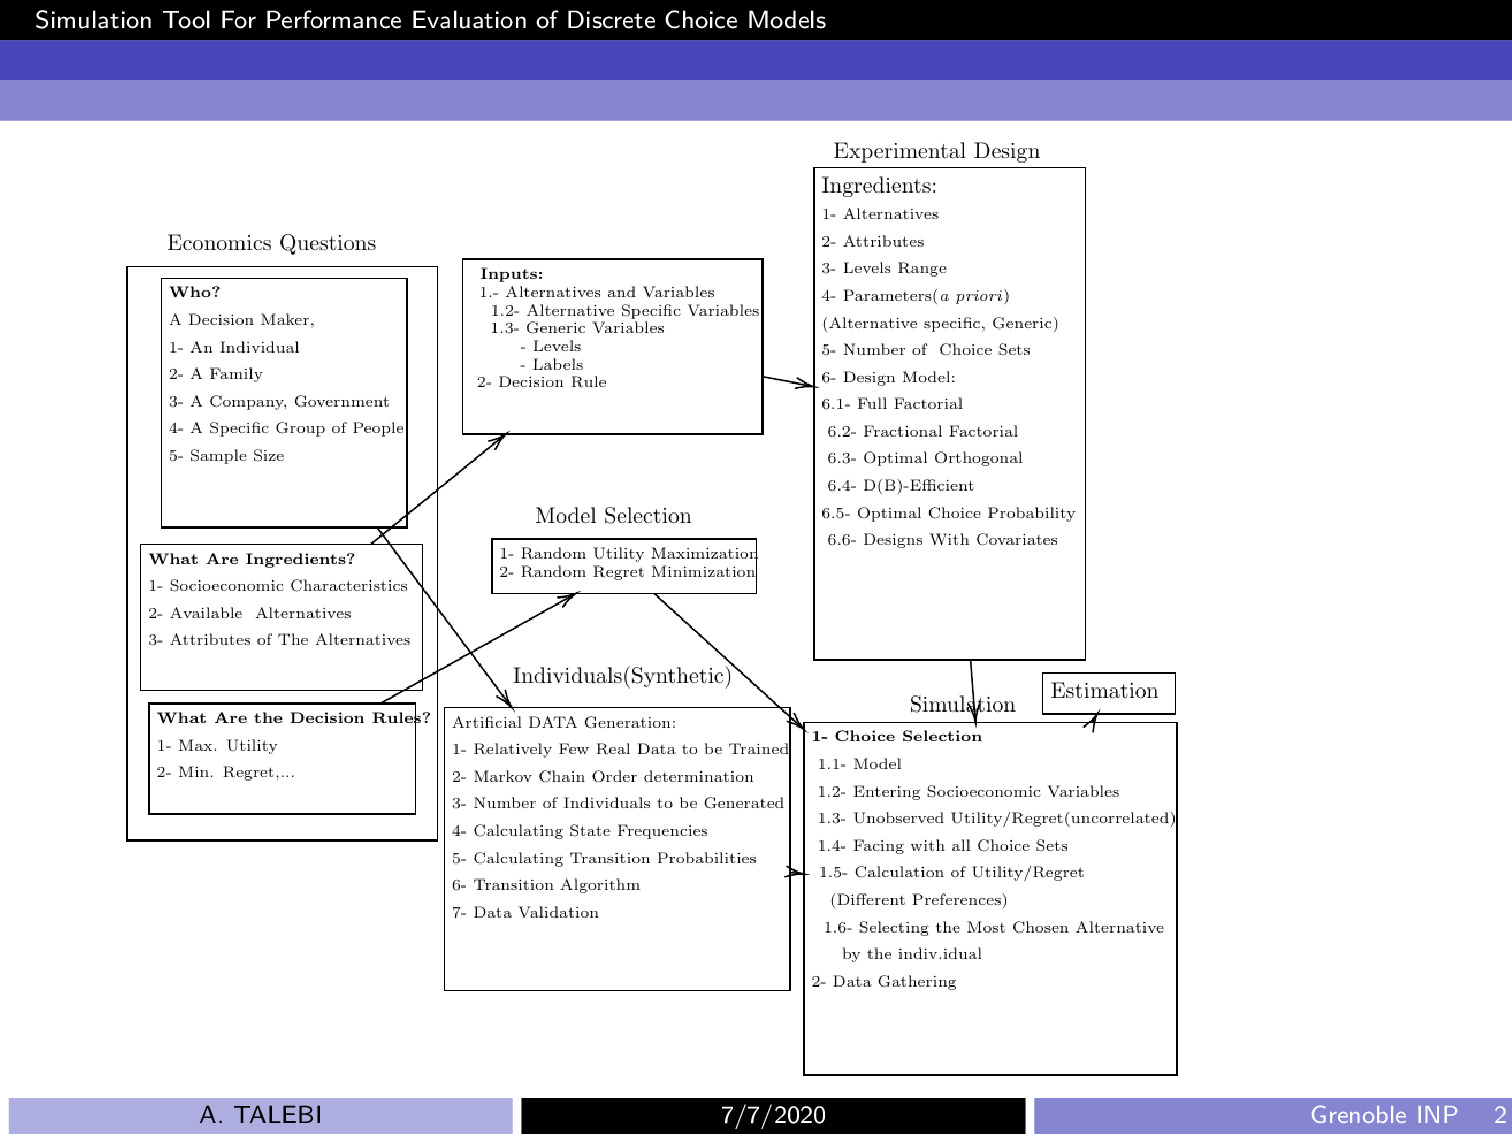 Simulation Tool For Performance Evaluation of Discrete Choice Models
Economics Questions
Who?
A Decision Maker,
1- An Individual
2- A Family
3- A Company, Government
4- A Specific Group of People
5- Sample Size
What Are Ingredients?
1- Socioeconomic Characteristics
2- Available Alternatives
3- Attributes of The Alternatives
What Are the Decision Rules?
1- Max. Utility
2- Min. Regret,...
Inputs:
1.- Alternatives and Variables
1.2- Alternative Specific Variables
1.3- Generic Variables
- Levels
- Labels
2- Decision Rule
Model Selection
1- Random Utility Maximization
2- Random Regret Minimization
Individuals(Synthetic)
Artificial DATA Generation:
1- Relatively Few Real Data to be Trained
2- Markov Chain Order determination
3- Number of Individuals to be Generated
4- Calculating State Frequencies
5- Calculating Transition Probabilities
6- Transition Algorithm
7- Data Validation
Experimental Design
Ingredients:
1- Alternatives
2- Attributes
3- Levels Range
4- Parameters(a priori)
(Alternative specific, Generic)
5- Number of Choice Sets
6- Design Model:
6.1- Full Factorial
6.2- Fractional Factorial
6.3- Optimal Orthogonal
6.4- D(B)-Efficient
6.5- Optimal Choice Probability
6.6- Designs With Covariates
Estimation
Simulation
1- Choice Selection
1.1- Model
1.2- Entering Socioeconomic Variables
1.3- Unobserved Utility/Regret(uncorrelated)
1.4- Facing with all Choice Sets
1.5- Calculation of Utility/Regret
(Different Preferences)
1.6- Selecting the Most Chosen Alternative
by the indiv.idual
2- Data Gathering
A. TALEBI
7/7/2020
Grenoble INP 2